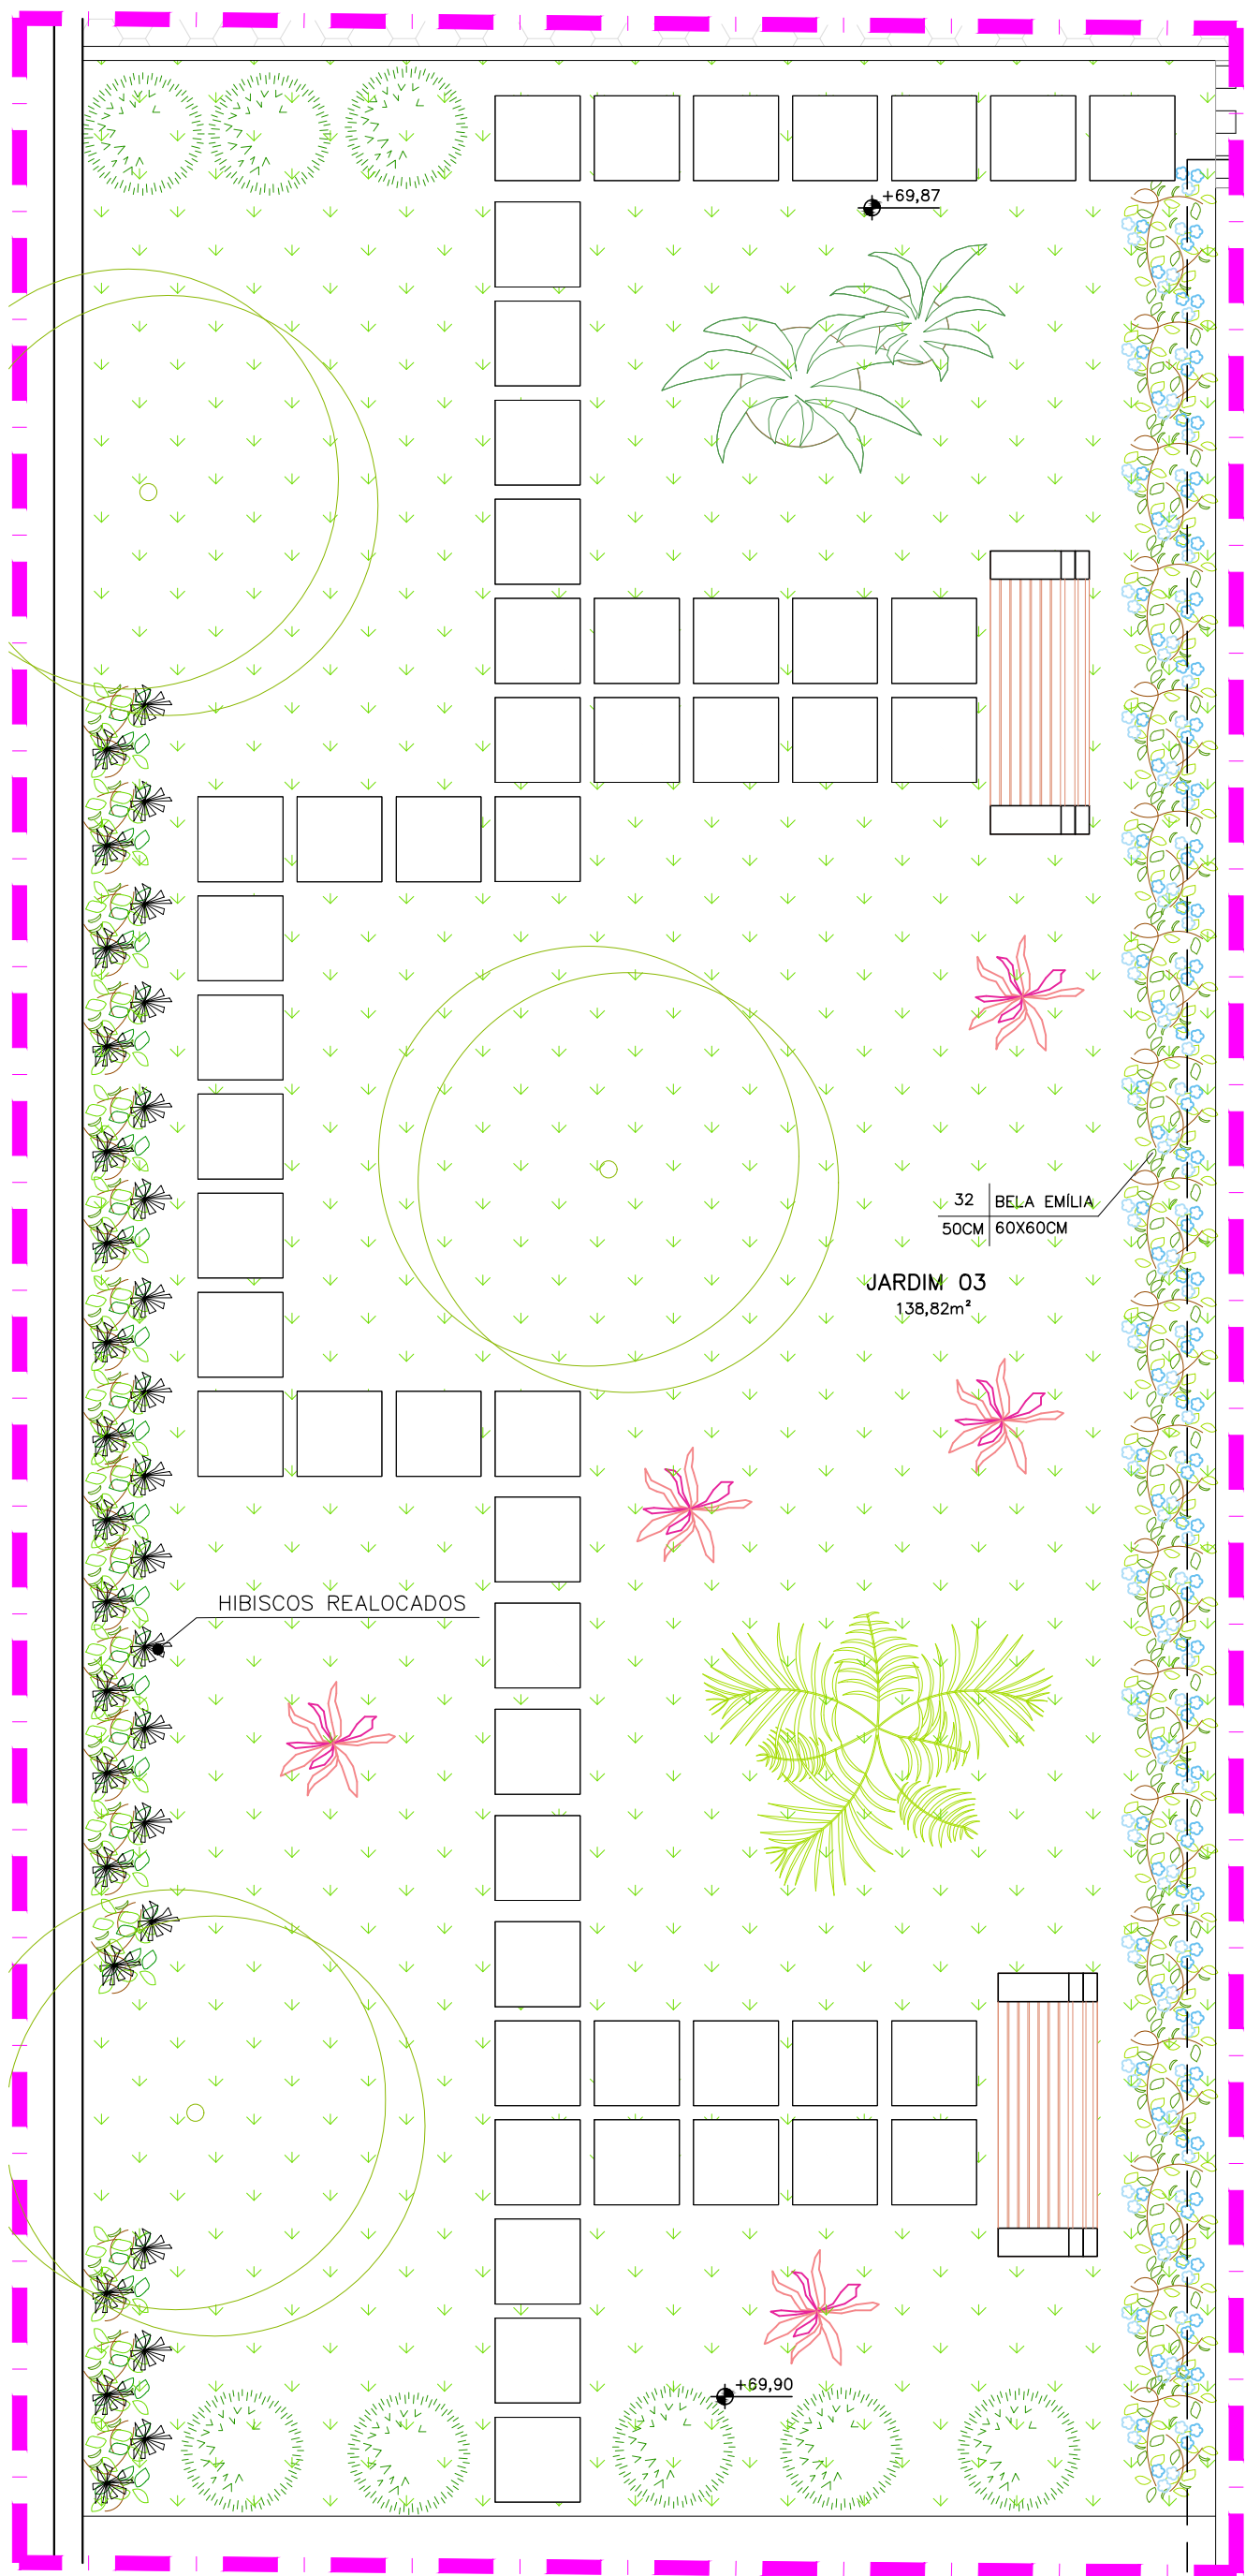 +69,87
32 BELA EMÍLIA
50CM 60X60CM
JARDIM 03
138,82m²
HIBISCOS REALOCADOS
+69,90